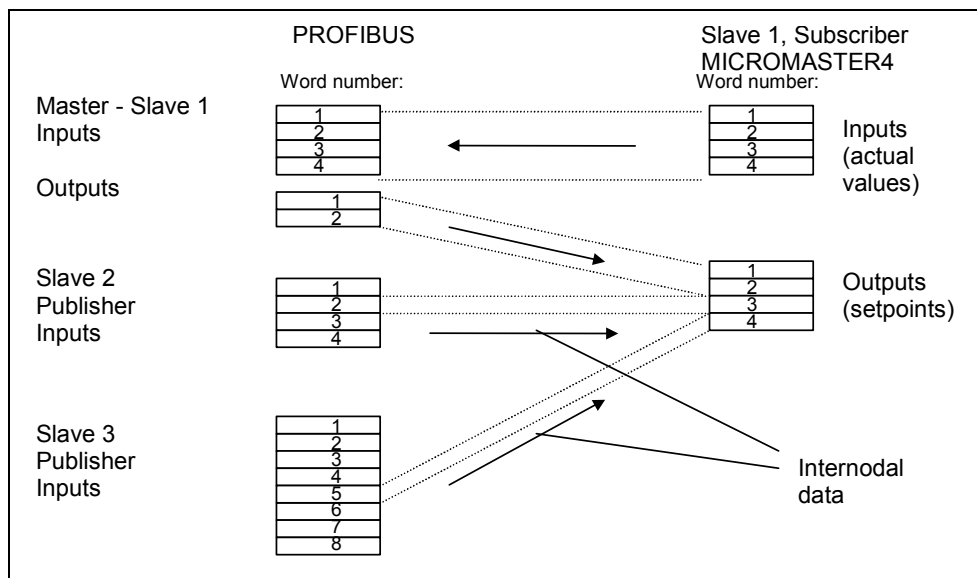 PROFIBUS
Slave 1, Subscriber
MICROMASTER4
Word number:
Word number:
Master - Slave 1
Inputs
1
2
3
4
1
2
3
4
Inputs
(actual
values)
Outputs
1
2
1
2
3
4
Outputs
(setpoints)
Slave 2
Publisher
Inputs
1
2
3
4
Slave 3
Publisher
Inputs
1
2
3
4
5
6
7
8
Internodal
data